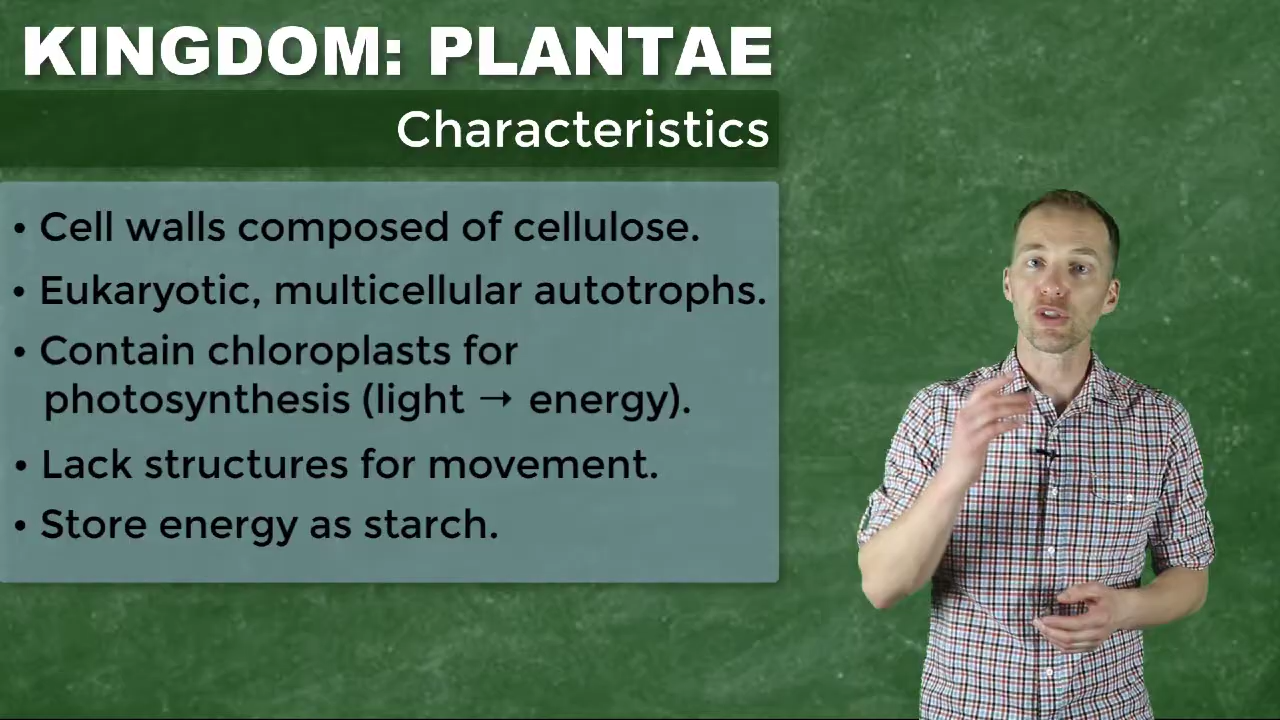 KINGDOM: PLANTAE
Characteristics
• Cell walls composed of cellulose.
• Eukaryotic, multicellular autotrophs.
• Contain chloroplasts for
photosynthesis (light → energy).
• Lack structures for movement.
• Store energy as starch.